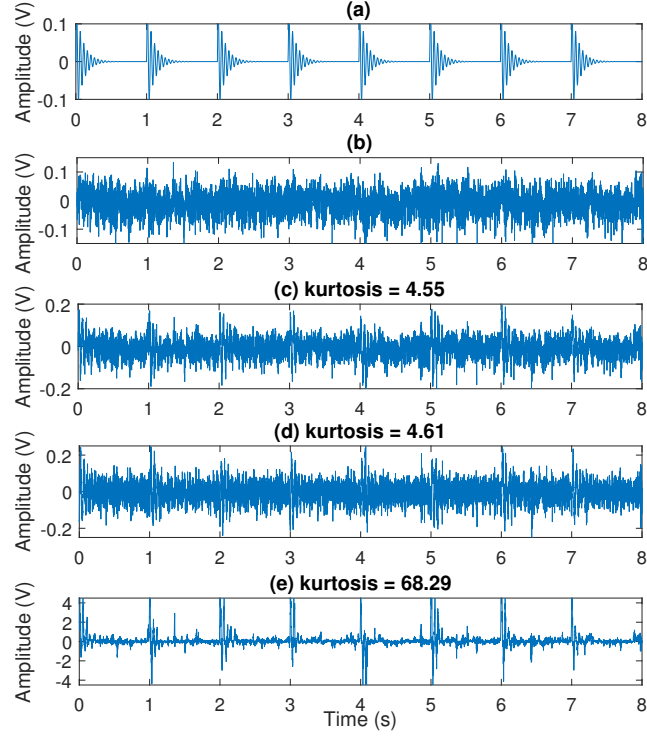 (a)
Amplitude (V)
0.1
0
-0.1
0 1 2 3 4 5 6 7 8
(b)
Amplitude (V)
0.1
0
-0.1
0 1 2 3 4 5 6 7 8
(c) kurtosis = 4.55
Amplitude (V)
0.2
0
-0.2
0 1 2 3 4 5 6 7 8
(d) kurtosis = 4.61
Amplitude (V)
0.2
0
-0.2
0 1 2 3 4 5 6 7 8
(e) kurtosis = 68.29
Amplitude (V)
4
2
0
-2
-4
0 1 2 3 4 5 6 7 8
Time (s)